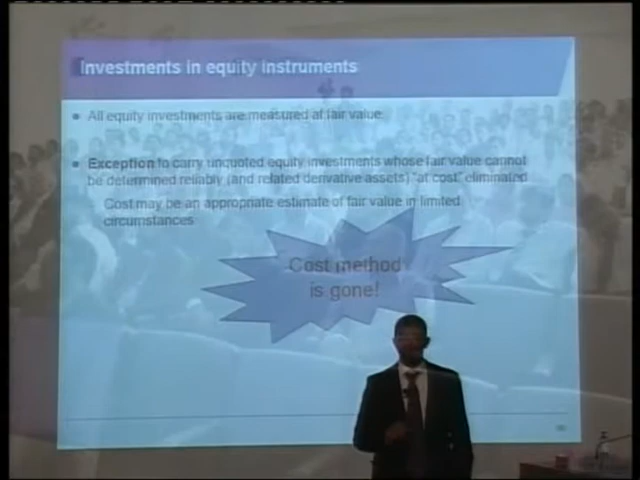 Investments in equity instruments
All equity investments are measured at fair value.
Exception to carry unquoted equity investments whose fair value cannot
be determined reliably (and related derivative assets) "at cost" eliminated
Cost may be an appropriate estimate of fair value in limited
circumstances
Cost method
is gone!